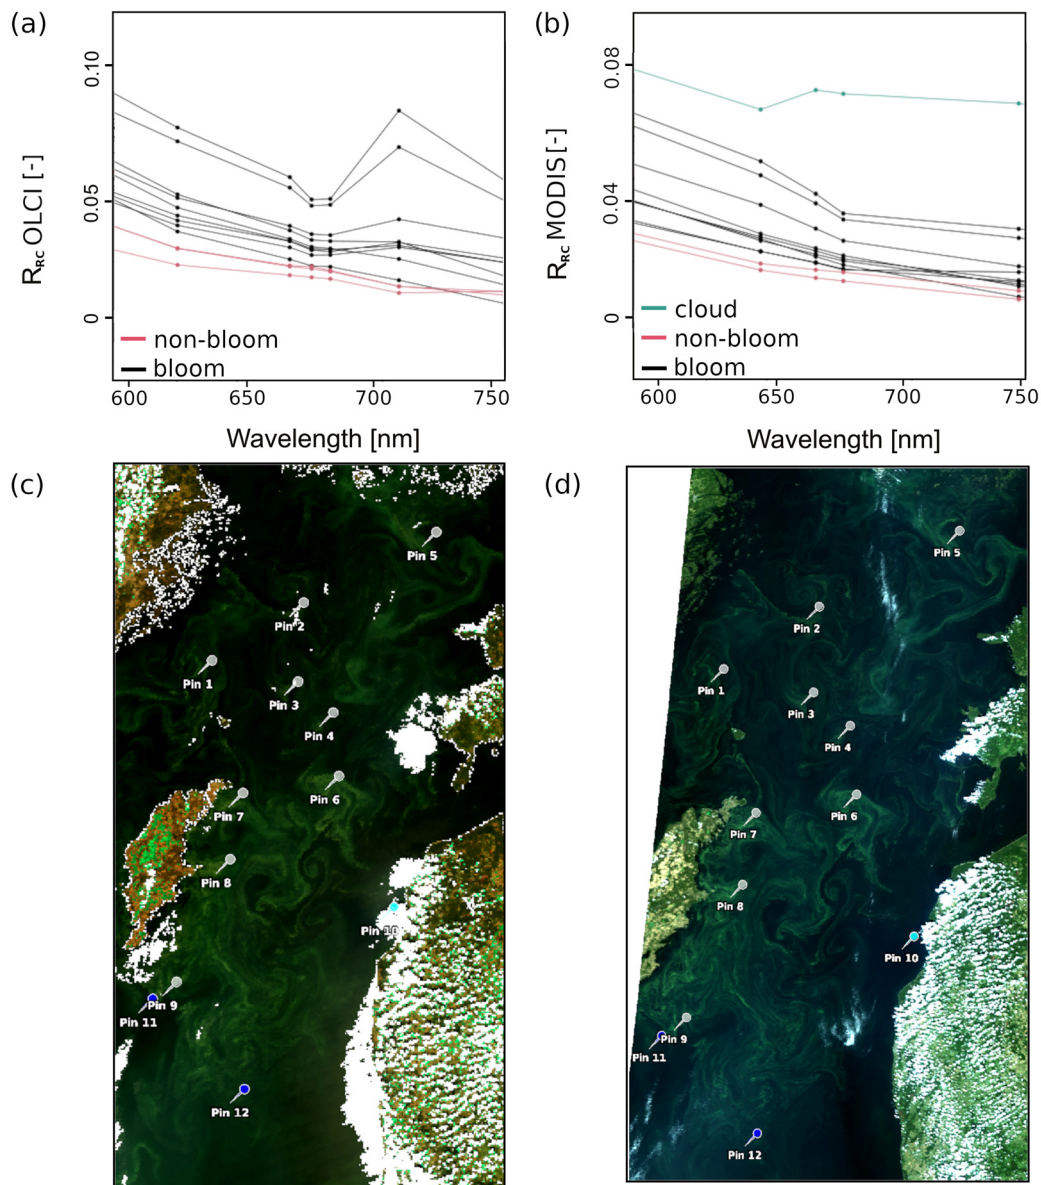 (a)
0.10
0.05
0
R_RC OLCI [-]
non-bloom
bloom
600
650
700
750
Wavelength [nm]
(b)
0.08
0.04
0
R_RC MODIS [-]
cloud
non-bloom
bloom
600
650
700
750
Wavelength [nm]
(c)
Pin 5
Pin 2
Pin 1
Pin 3
Pin 4
Pin 6
Pin 7
Pin 8
Pin 10
Pin 9
Pin 11
Pin 12
(d)
Pin 5
Pin 2
Pin 1
Pin 3
Pin 4
Pin 6
Pin 7
Pin 8
Pin 10
Pin 9
Pin 11
Pin 12